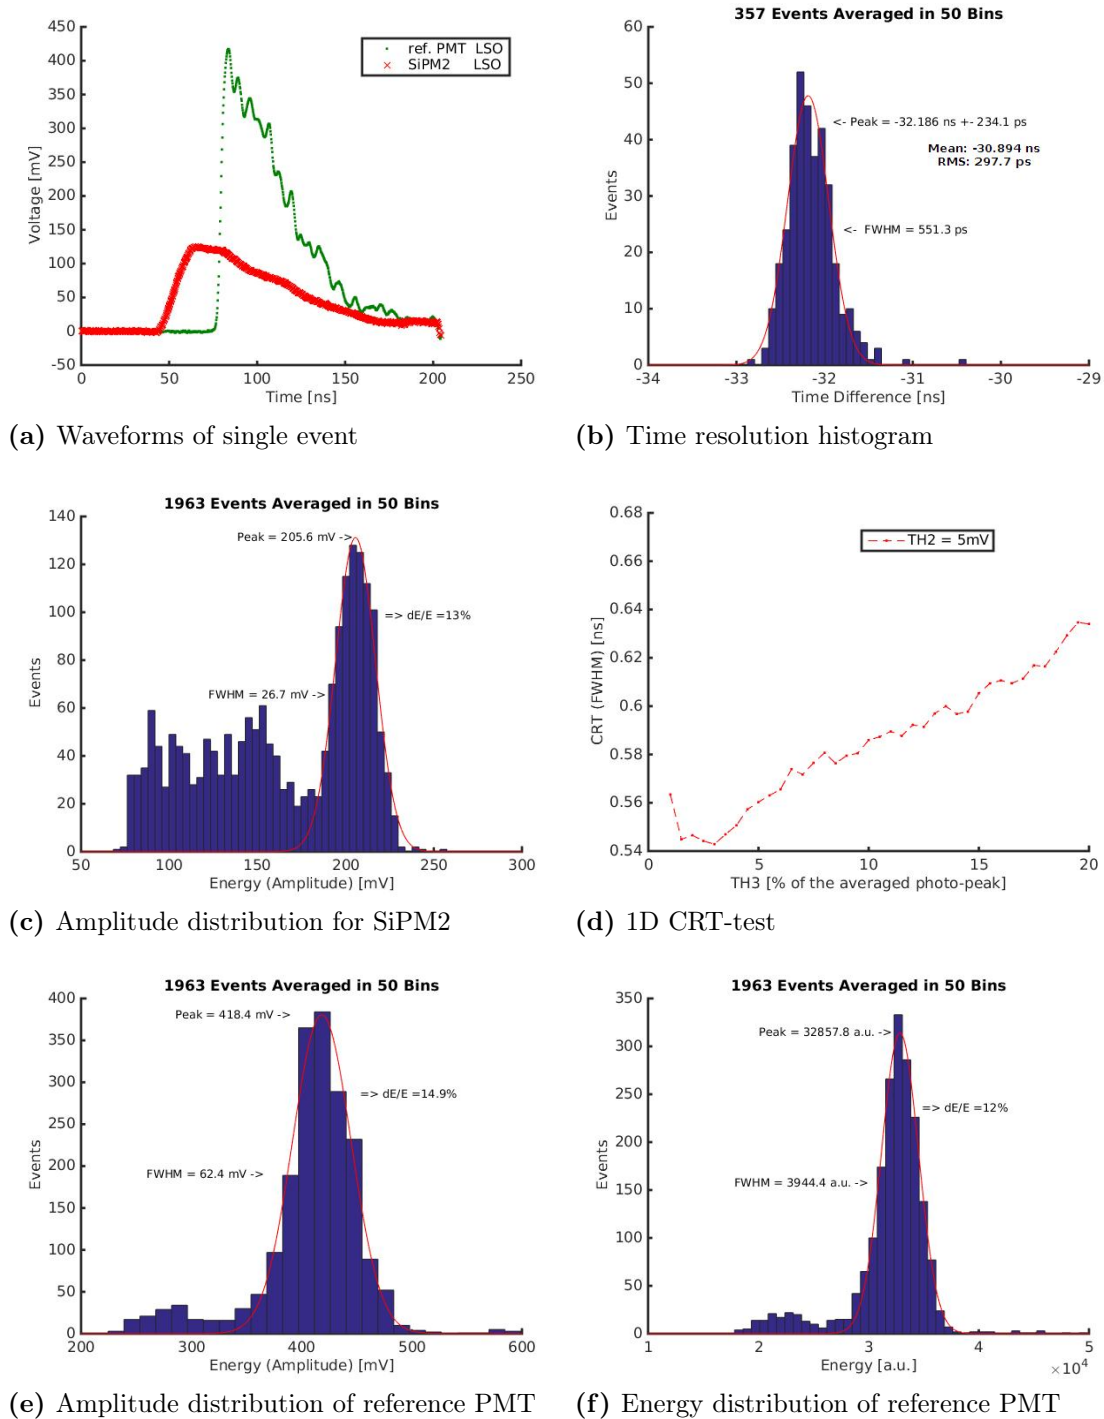 450
400
350
300
250
200
150
100
50
0
-50
Voltage [mV]
ref. PMT LSO
SiPM2 LSO
0 50 100 150 200 250
Time [ns]
(a) Waveforms of single event
357 Events Averaged in 50 Bins
60
50
40
30
20
10
0
Events
<- Peak = -32.186 ns +- 234.1 ps
Mean: -30.894 ns
RMS: 297.7 ps
<- FWHM = 551.3 ps
-34 -33 -32 -31 -30 -29
Time Difference [ns]
(b) Time resolution histogram
1963 Events Averaged in 50 Bins
140
120
100
80
60
40
20
0
Events
Peak = 205.6 mV ->
=> dE/E =13%
FWHM = 26.7 mV ->
50 100 150 200 250 300
Energy (Amplitude) [mV]
(c) Amplitude distribution for SiPM2
0.68
0.66
0.64
0.62
0.6
0.58
0.56
0.54
CRT (FWHM) [ns]
TH2 = 5mV
0 5 10 15 20
TH3 [% of the averaged photo-peak]
(d) 1D CRT-test
1963 Events Averaged in 50 Bins
400
350
300
250
200
150
100
50
0
Events
Peak = 418.4 mV ->
=> dE/E =14.9%
FWHM = 62.4 mV ->
200 300 400 500 600
Energy (Amplitude) [mV]
(e) Amplitude distribution of reference PMT
1963 Events Averaged in 50 Bins
350
300
250
200
150
100
50
0
Events
Peak = 32857.8 a.u. ->
=> dE/E =12%
FWHM = 3944.4 a.u. ->
1 2 3 4 5
×10⁴
Energy [a.u.]
(f) Energy distribution of reference PMT